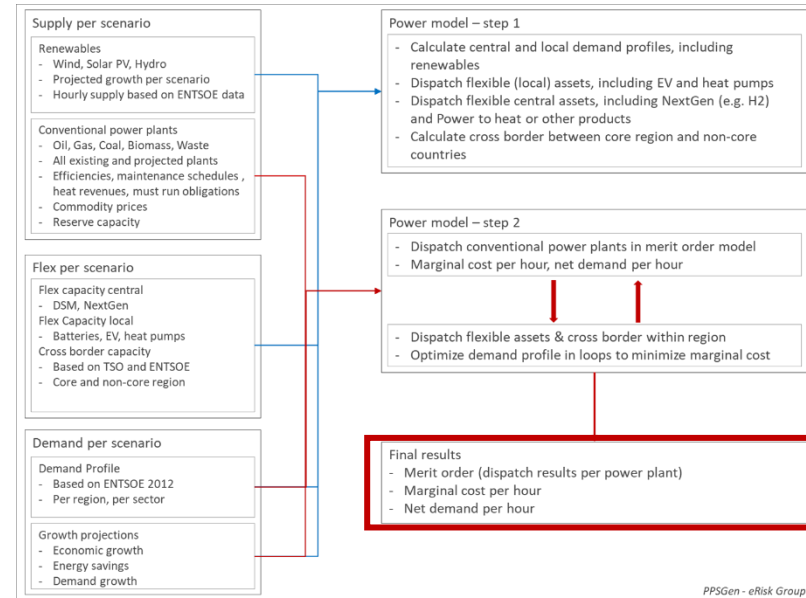 Supply per scenario
Renewables
- Wind, Solar PV, Hydro
- Projected growth per scenario
- Hourly supply based on ENTSOE data
Conventional power plants
- Oil, Gas, Coal, Biomass, Waste
- All existing and projected plants
- Efficiencies, maintenance schedules ,
heat revenues, must run obligations
- Commodity prices
- Reserve capacity
Flex per scenario
Flex capacity central
- DSM, NextGen
Flex Capacity local
- Batteries, EV, heat pumps
Cross border capacity
- Based on TSO and ENTSOE
- Core and non-core region
Demand per scenario
Demand Profile
- Based on ENTSOE 2012
- Per region, per sector
Growth projections
- Economic growth
- Energy savings
- Demand growth
Power model – step 1
- Calculate central and local demand profiles, including
renewables
- Dispatch flexible (local) assets, including EV and heat pumps
- Dispatch flexible central assets, including NextGen (e.g. H2)
and Power to heat or other products
- Calculate cross border between core region and non-core
countries
Power model – step 2
- Dispatch conventional power plants in merit order model
- Marginal cost per hour, net demand per hour
- Dispatch flexible assets & cross border within region
- Optimize demand profile in loops to minimize marginal cost
Final results
- Merit order (dispatch results per power plant)
- Marginal cost per hour
- Net demand per hour
PPSGen - eRisk Group